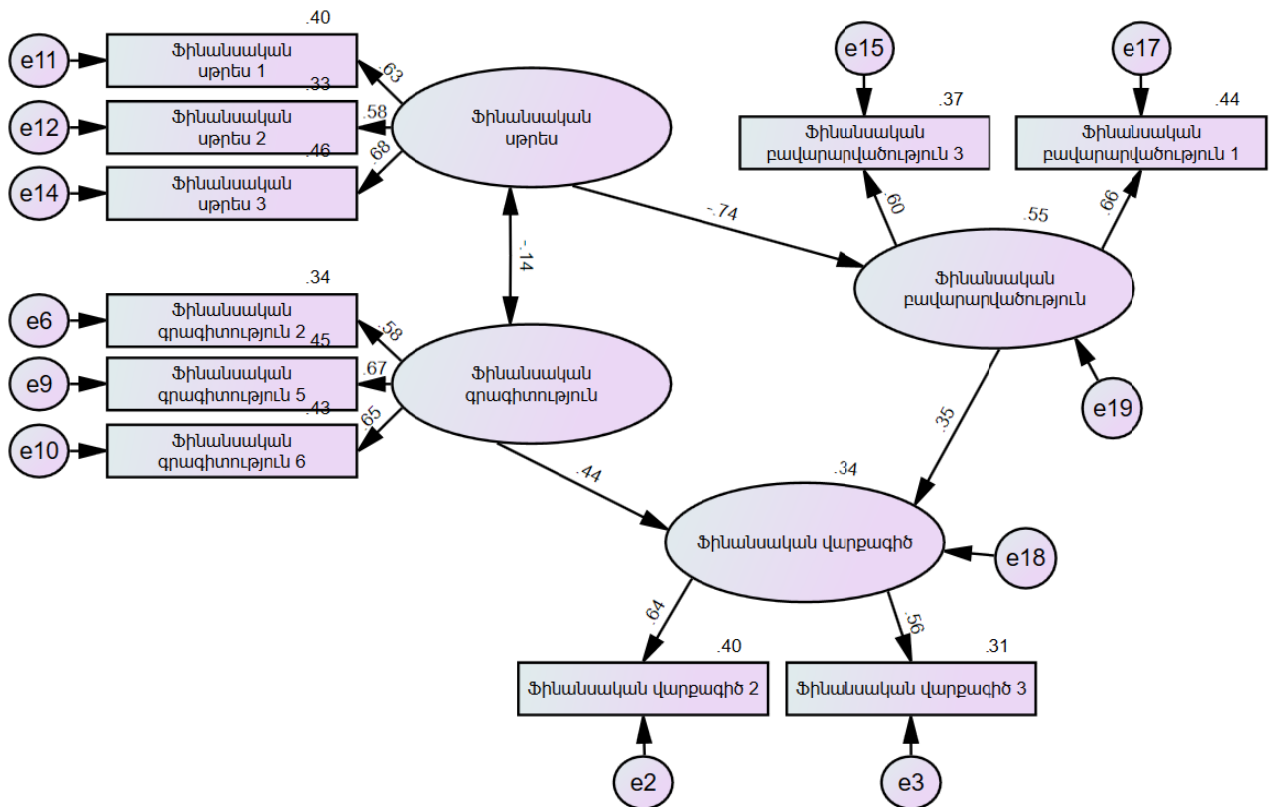 .40
e11
Ֆինանսական
սթրես 1
.63
.33
e12
Ֆինանսական
սթրես 2
.58
.46
e14
Ֆինանսական
սթրես 3
.68
Ֆինանսական
սթրես
e15
e17
.37
Ֆինանսական
բավարարվածություն 3
.44
Ֆինանսական
բավարարվածություն 1
.60
.66
-.74
.55
Ֆինանսական
բավարարվածություն
-.14
e19
.34
e6
Ֆինանսական
գրագիտություն 2
.58
.45
e9
Ֆինանսական
գրագիտություն 5
.67
.43
e10
Ֆինանսական
գրագիտություն 6
.65
Ֆինանսական
գրագիտություն
.44
.35
.34
Ֆինանսական վարքագիծ
e18
.64
.56
.40
Ֆինանսական վարքագիծ 2
.31
Ֆինանսական վարքագիծ 3
e2
e3